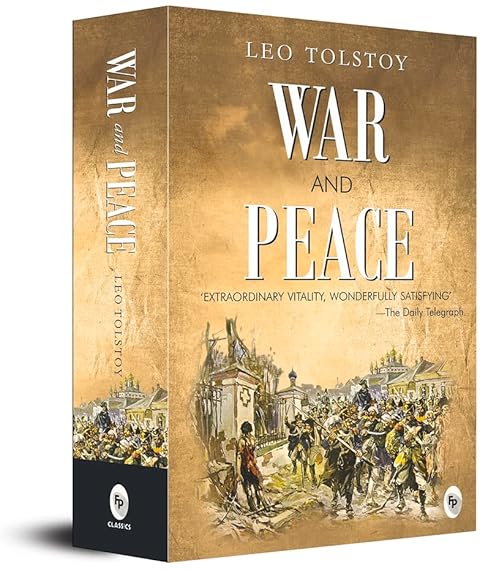 LEO TOLSTOY
WAR
AND
PEACE
'EXTRAORDINARY VITALITY, WONDERFULLY SATISFYING'
—The Daily Telegraph
FP
WAR and PEACE
LEO TOLSTOY
FP
CLASSICS